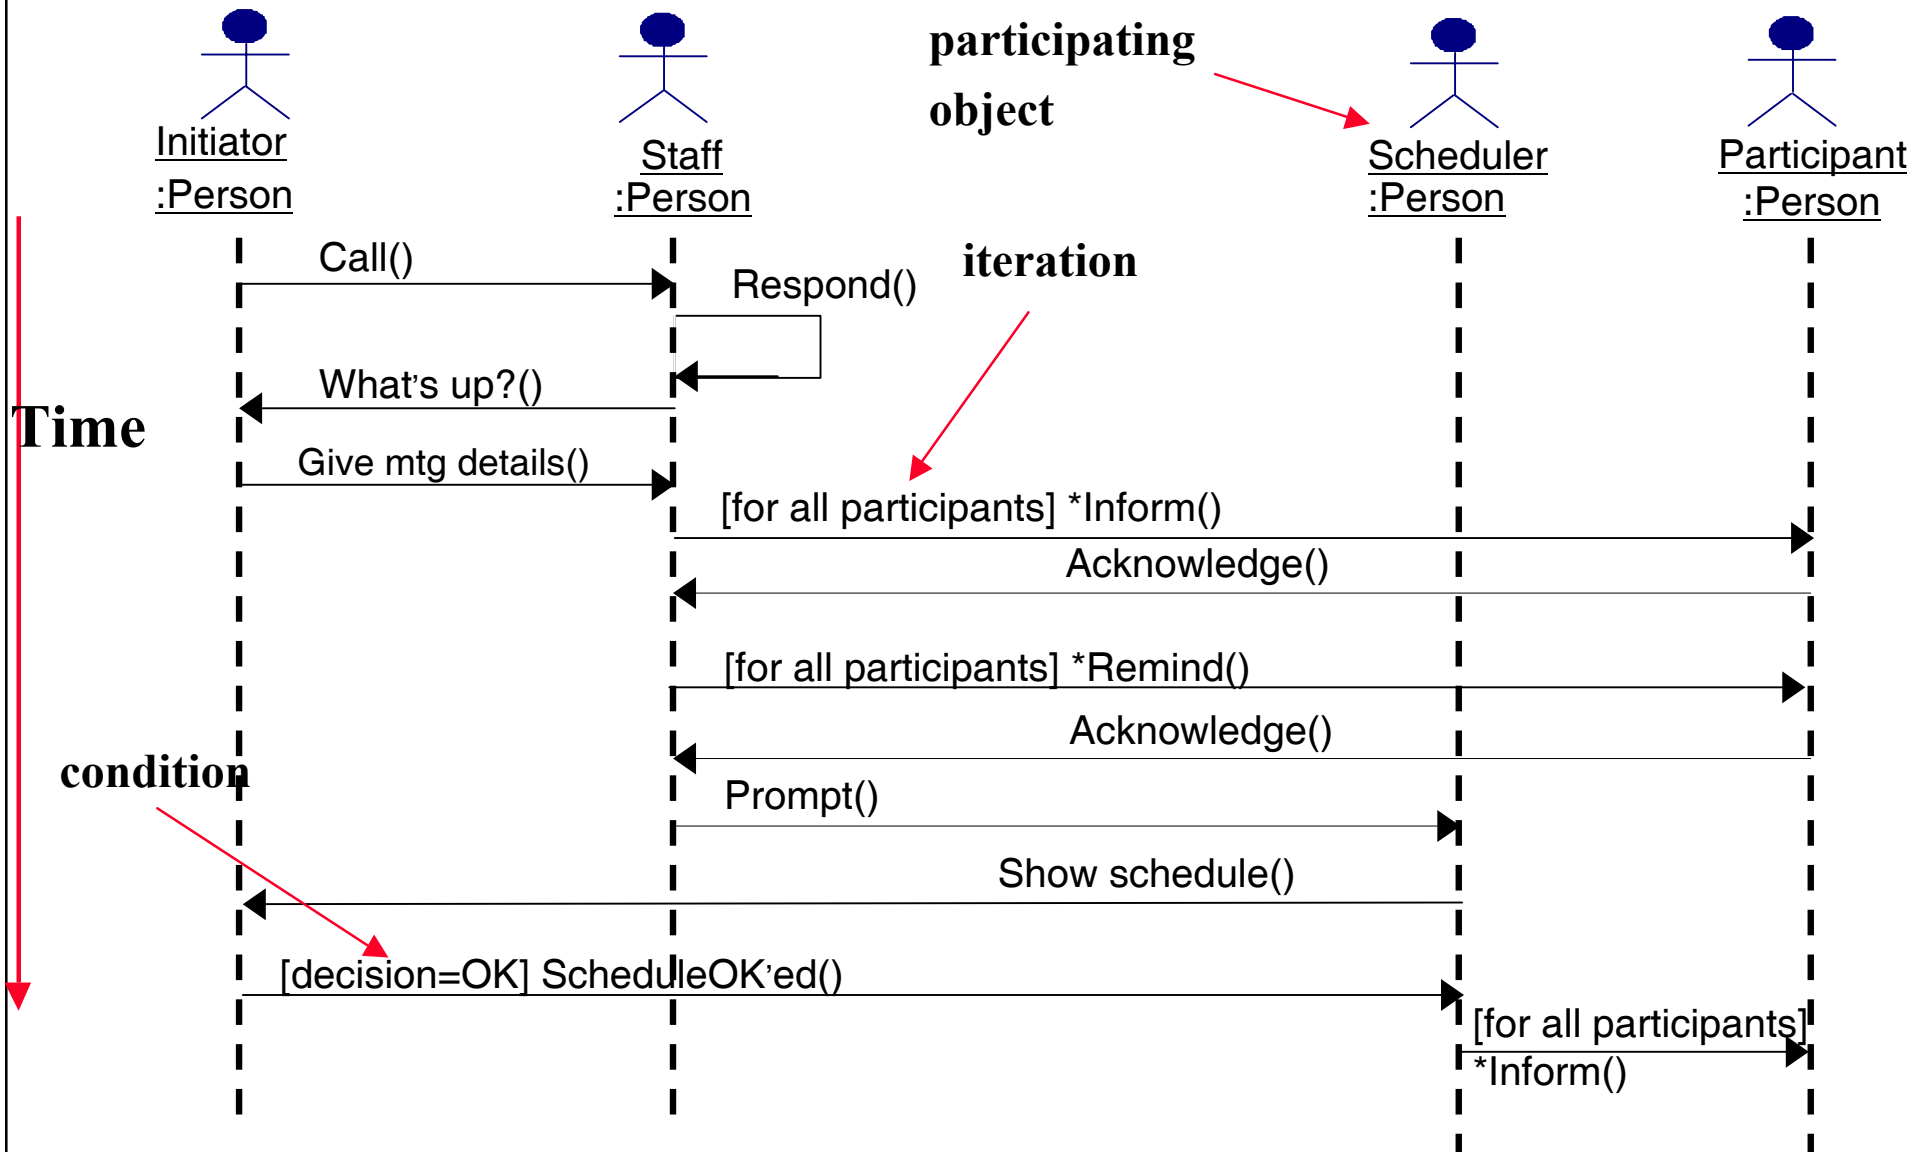 participating
object
Initiator
:Person
Staff
:Person
Scheduler
:Person
Participant
:Person
Call()
Respond()
iteration
What's up?()
Time
Give mtg details()
[for all participants] *Inform()
Acknowledge()
[for all participants] *Remind()
Acknowledge()
condition
Prompt()
Show schedule()
[decision=OK] ScheduleOK'ed()
[for all participants]
*Inform()